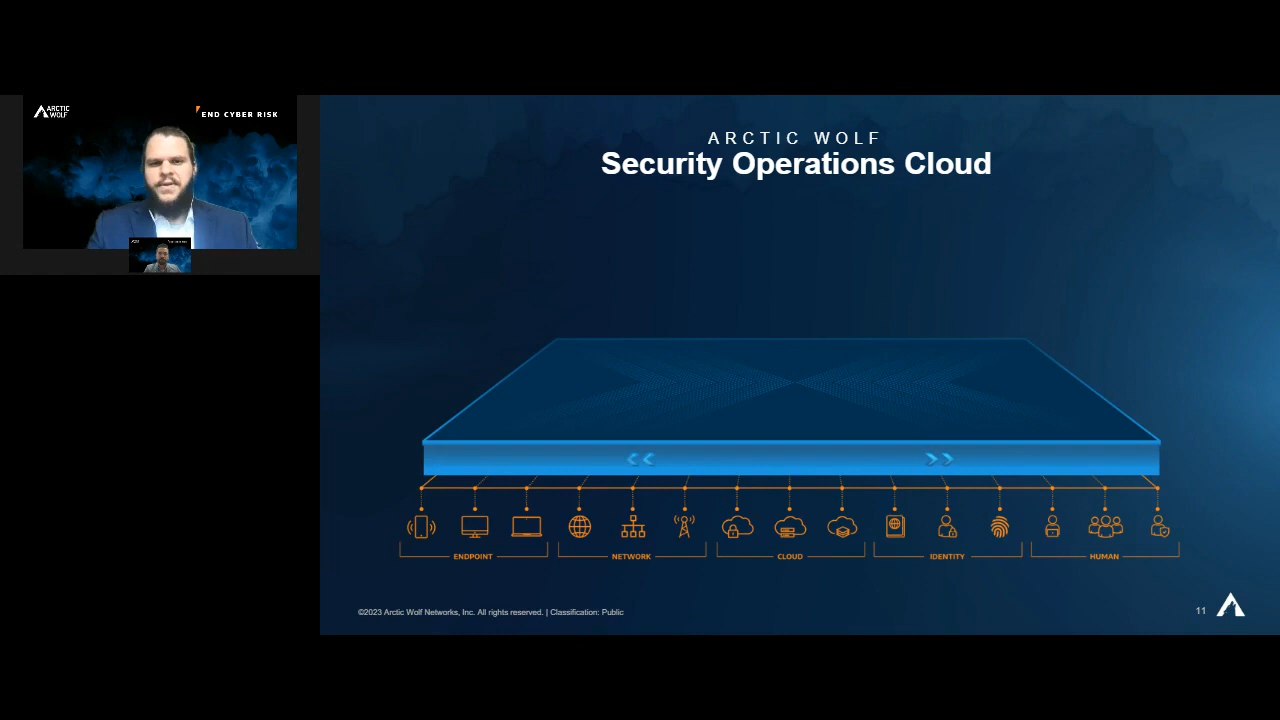 ARCTIC
WOLF
END CYBER RISK
ARCTIC WOLF
Security Operations Cloud
ENDPOINT
NETWORK
CLOUD
IDENTITY
HUMAN
©2023 Arctic Wolf Networks, Inc. All rights reserved. | Classification: Public
11